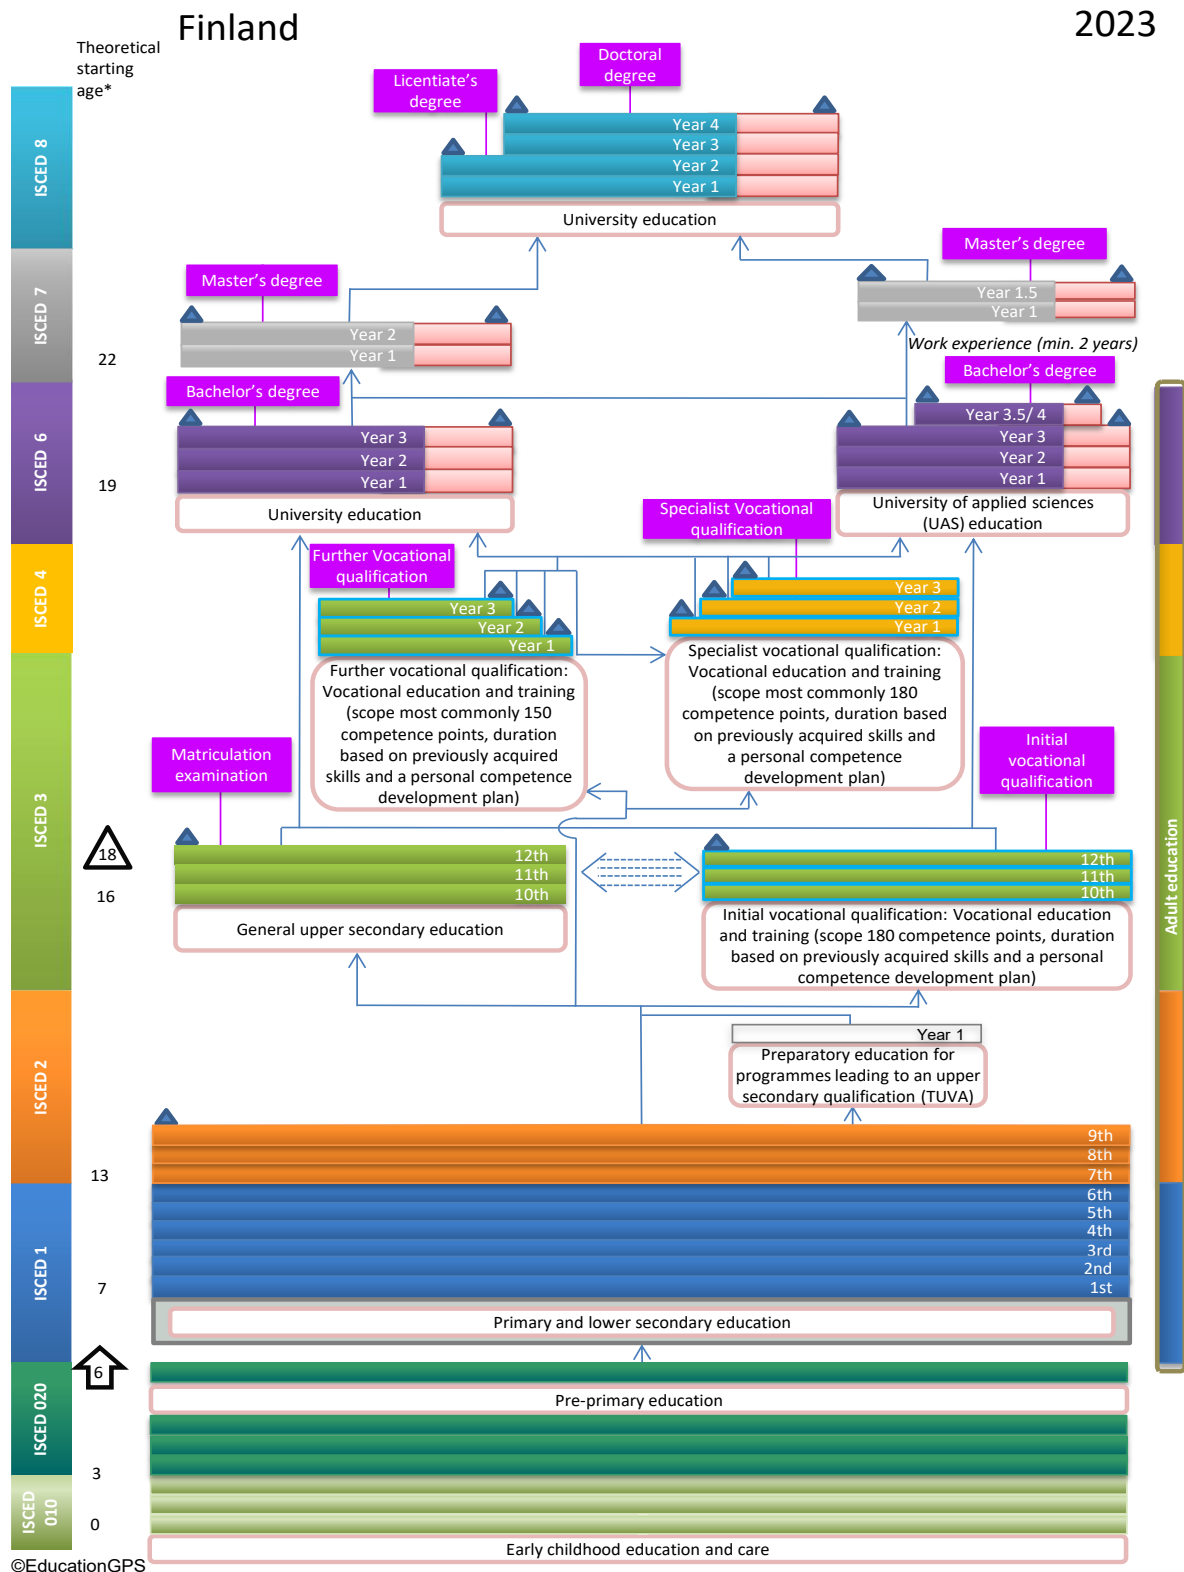 Finland
2023
Theoretical
starting
age*
Doctoral
degree
Licentiate's
degree
ISCED 8
Year 4
Year 3
Year 2
Year 1
University education
Master's degree
Master's degree
ISCED 7
Year 1.5
Year 1
Year 2
Year 1
22
Work experience (min. 2 years)
Bachelor's degree
Bachelor's degree
ISCED 6
Year 3.5/ 4
Year 3
Year 2
Year 1
Year 3
Year 2
Year 1
19
University education
University of applied sciences
(UAS) education
Specialist Vocational
qualification
Further Vocational
qualification
ISCED 4
Year 3
Year 2
Year 1
Year 3
Year 2
Year 1
Further vocational qualification:
Vocational education and training
(scope most commonly 150
competence points, duration
based on previously acquired
skills and a personal competence
development plan)
Specialist vocational qualification:
Vocational education and training
(scope most commonly 180
competence points, duration based
on previously acquired skills and
a personal competence
development plan)
Matriculation
examination
Initial
vocational
qualification
ISCED 3
18
16
12th
11th
10th
12th
11th
10th
General upper secondary education
Initial vocational qualification: Vocational education
and training (scope 180 competence points, duration
based on previously acquired skills and a personal
competence development plan)
Adult education
ISCED 2
Year 1
Preparatory education for
programmes leading to an upper
secondary qualification (TUVA)
9th
8th
7th
13
6th
5th
4th
3rd
2nd
1st
ISCED 1
7
Primary and lower secondary education
6
ISCED 020
Pre-primary education
3
ISCED
010
0
Early childhood education and care
©EducationGPS